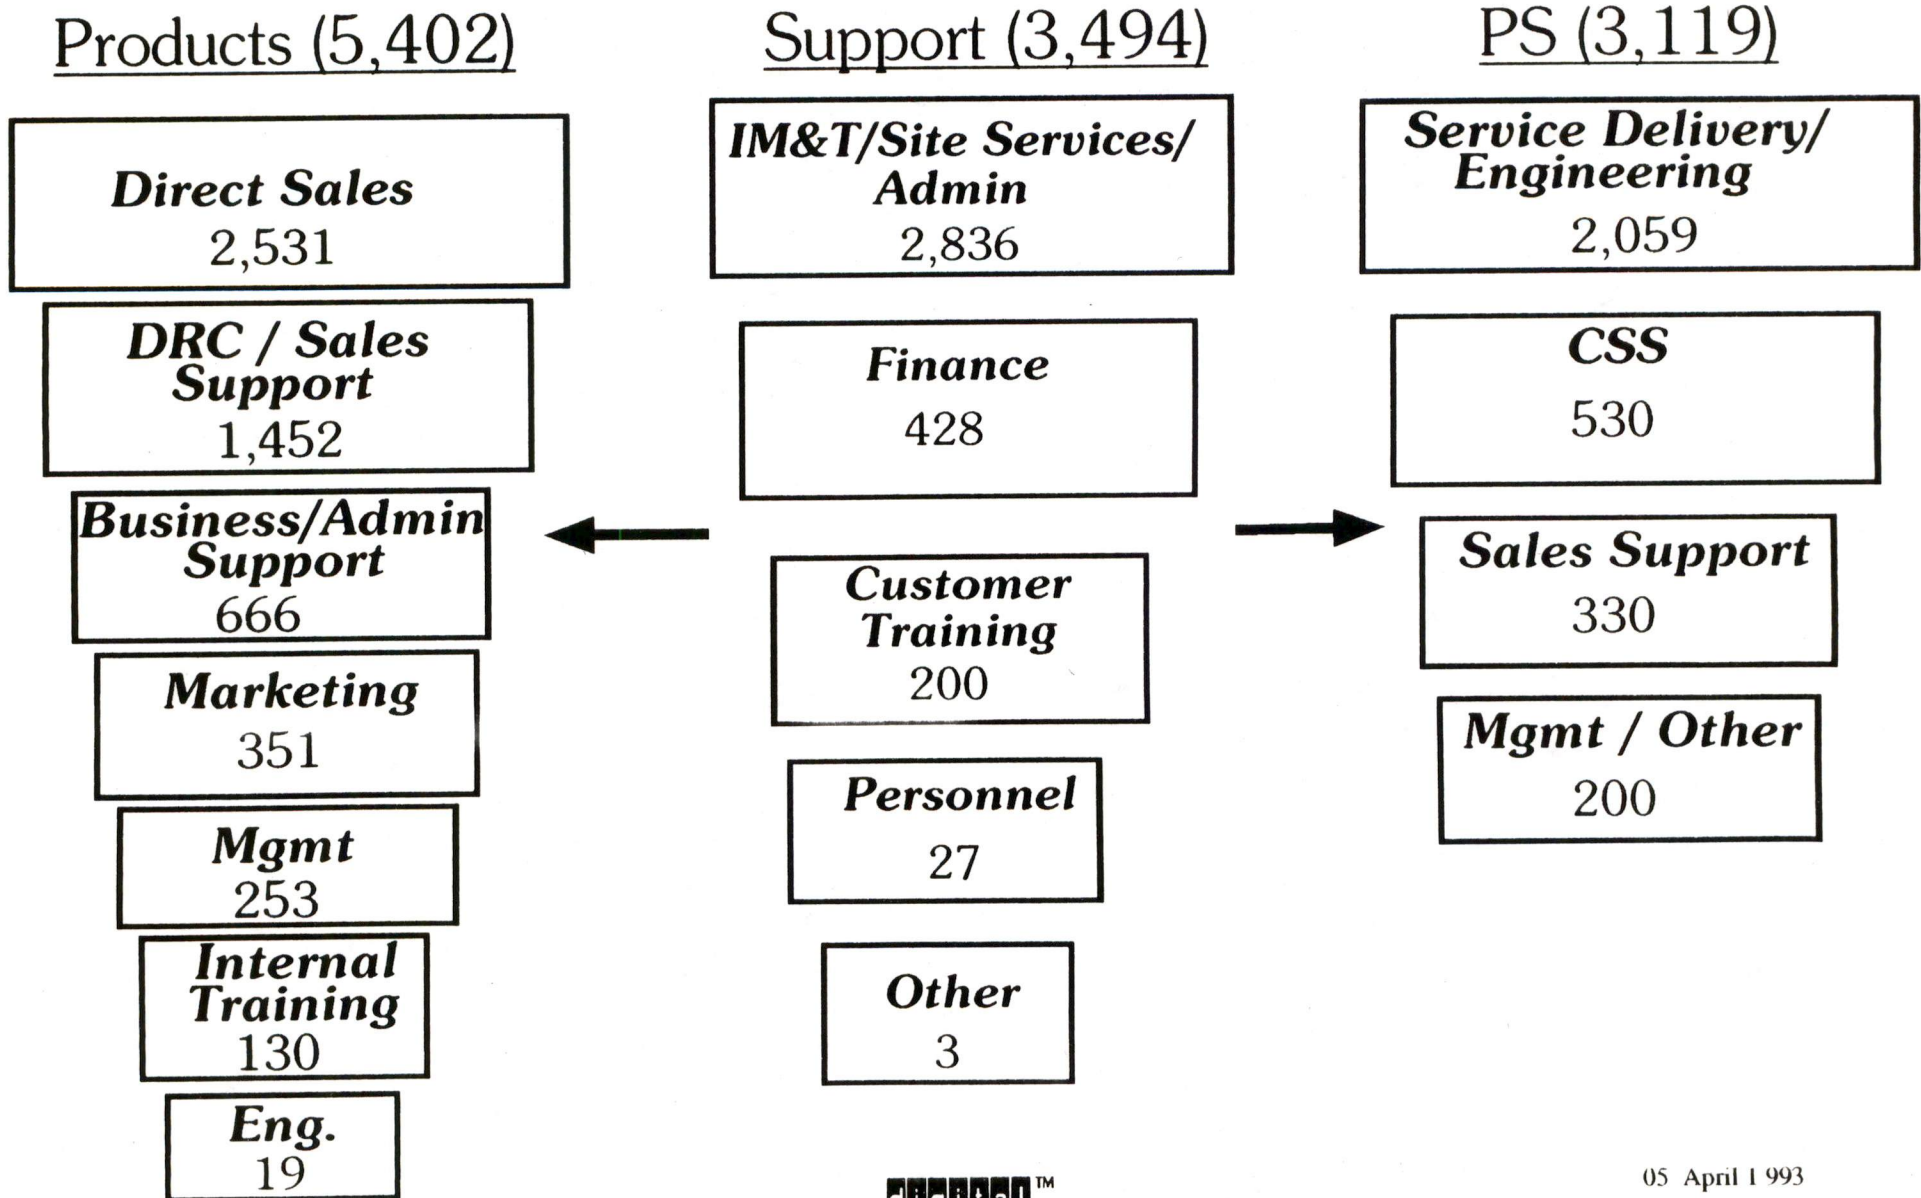 Products (5,402)
Direct Sales
2,531
DRC / Sales
Support
1,452
Business/Admin
Support
666
Marketing
351
Mgmt
253
Internal
Training
130
Eng.
19
Support (3,494)
IM&T/Site Services/
Admin
2,836
Finance
428
Customer
Training
200
Personnel
27
Other
3
digital™
PS (3,119)
Service Delivery/
Engineering
2,059
CSS
530
Sales Support
330
Mgmt / Other
200
05 April 1993